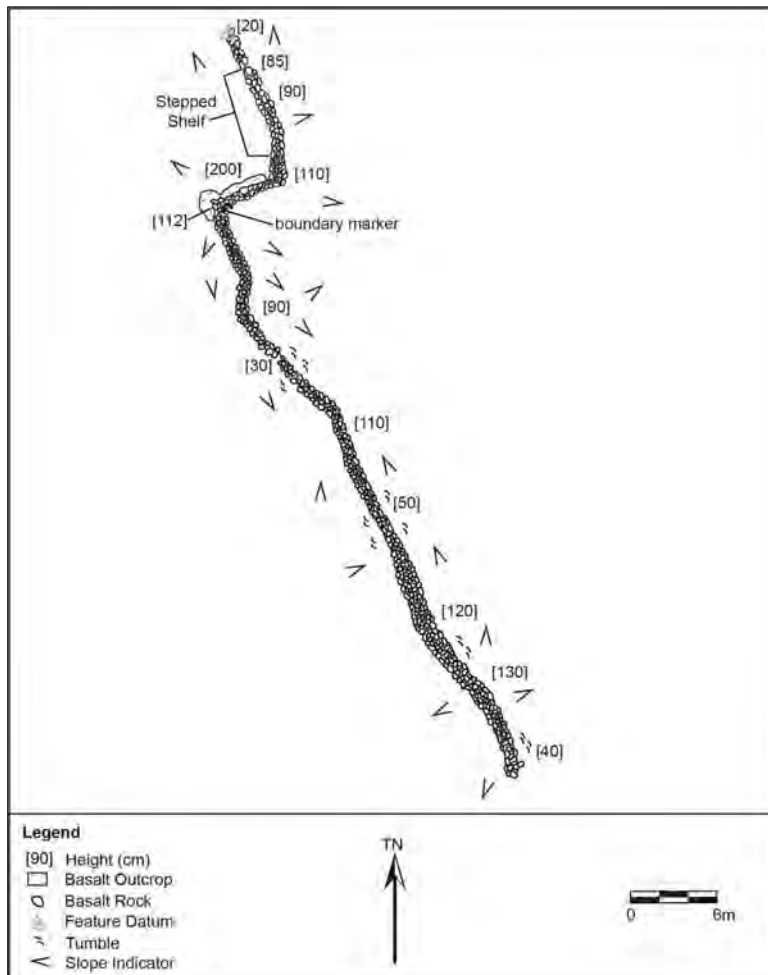 [20]
[85]
[90]
Stepped
Shelf
[200]
[110]
[112]
boundary marker
[90]
[30]
[110]
[50]
[120]
[130]
[40]
Legend
[90] Height (cm)
Basalt Outcrop
Basalt Rock
Feature Datum
Tumble
Slope Indicator
TN
0 6m